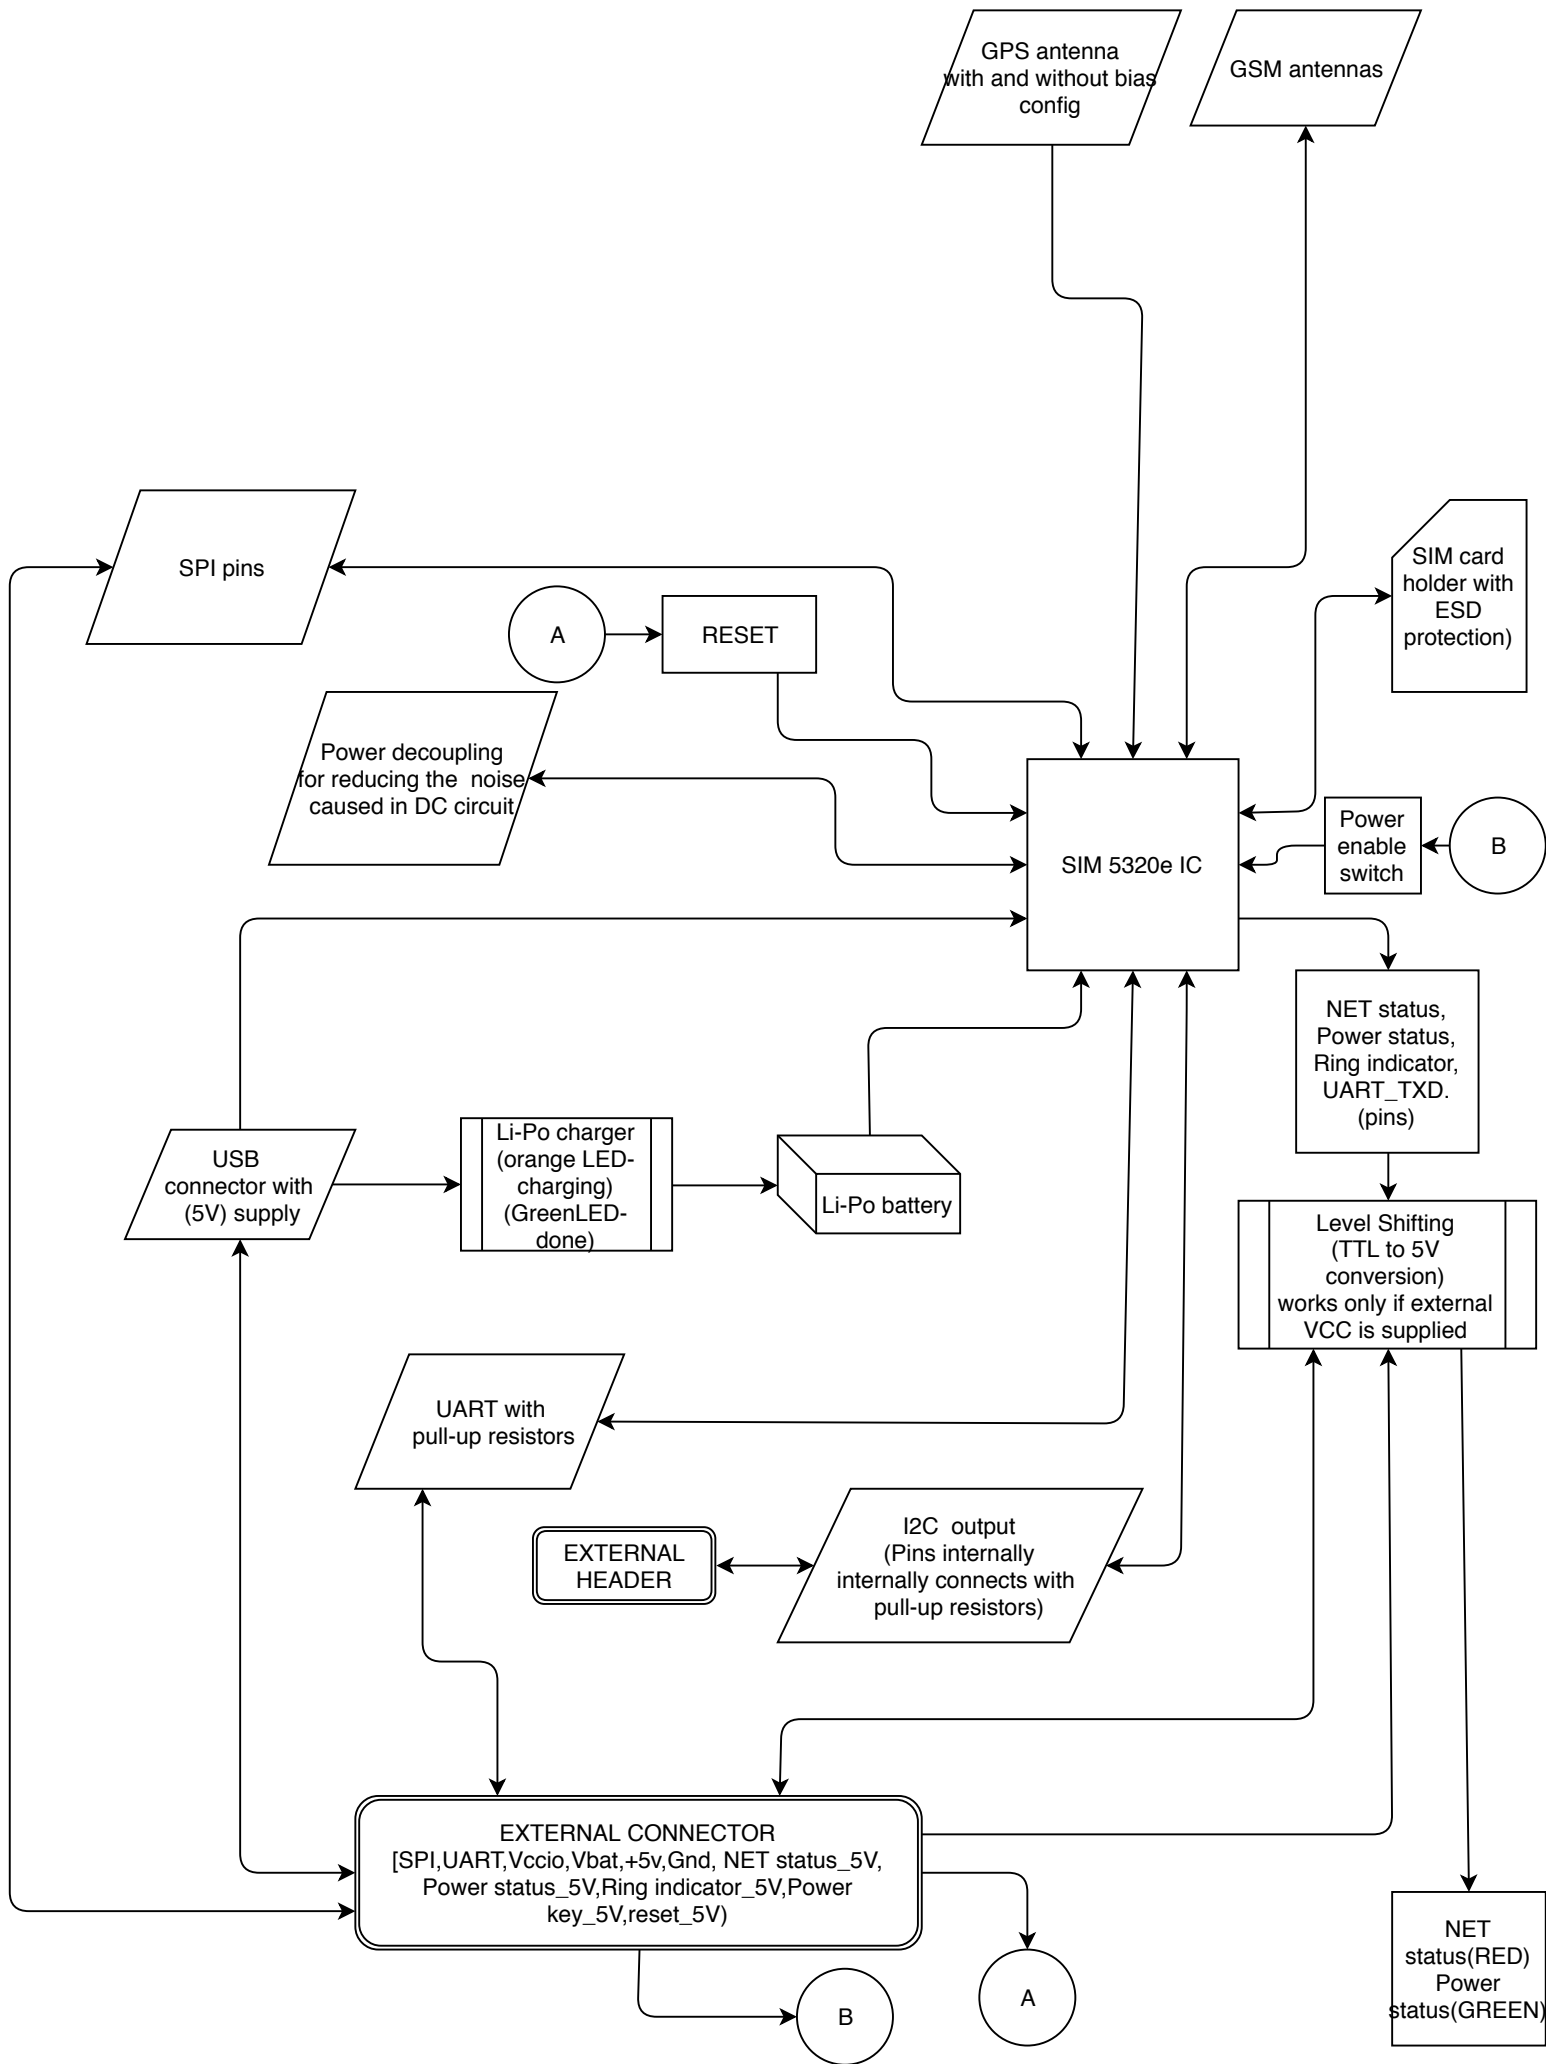 GPS antenna
with and without bias
config
GSM antennas
SPI pins
SIM card
holder with
ESD
protection)
A
RESET
Power decoupling
for reducing the  noise
caused in DC circuit
SIM 5320e IC
Power
enable
switch
B
NET status,
Power status,
Ring indicator,
UART_TXD.
(pins)
USB
connector with
(5V) supply
Li-Po charger
(orange LED-
charging)
(GreenLED-
done)
Li-Po battery
Level Shifting
(TTL to 5V
conversion)
works only if external
VCC is supplied
UART with
pull-up resistors
EXTERNAL
HEADER
I2C  output
(Pins internally
internally connects with
pull-up resistors)
EXTERNAL CONNECTOR
[SPI,UART,Vccio,Vbat,+5v,Gnd, NET status_5V,
Power status_5V,Ring indicator_5V,Power
key_5V,reset_5V)
NET
status(RED)
Power
status(GREEN)
A
B